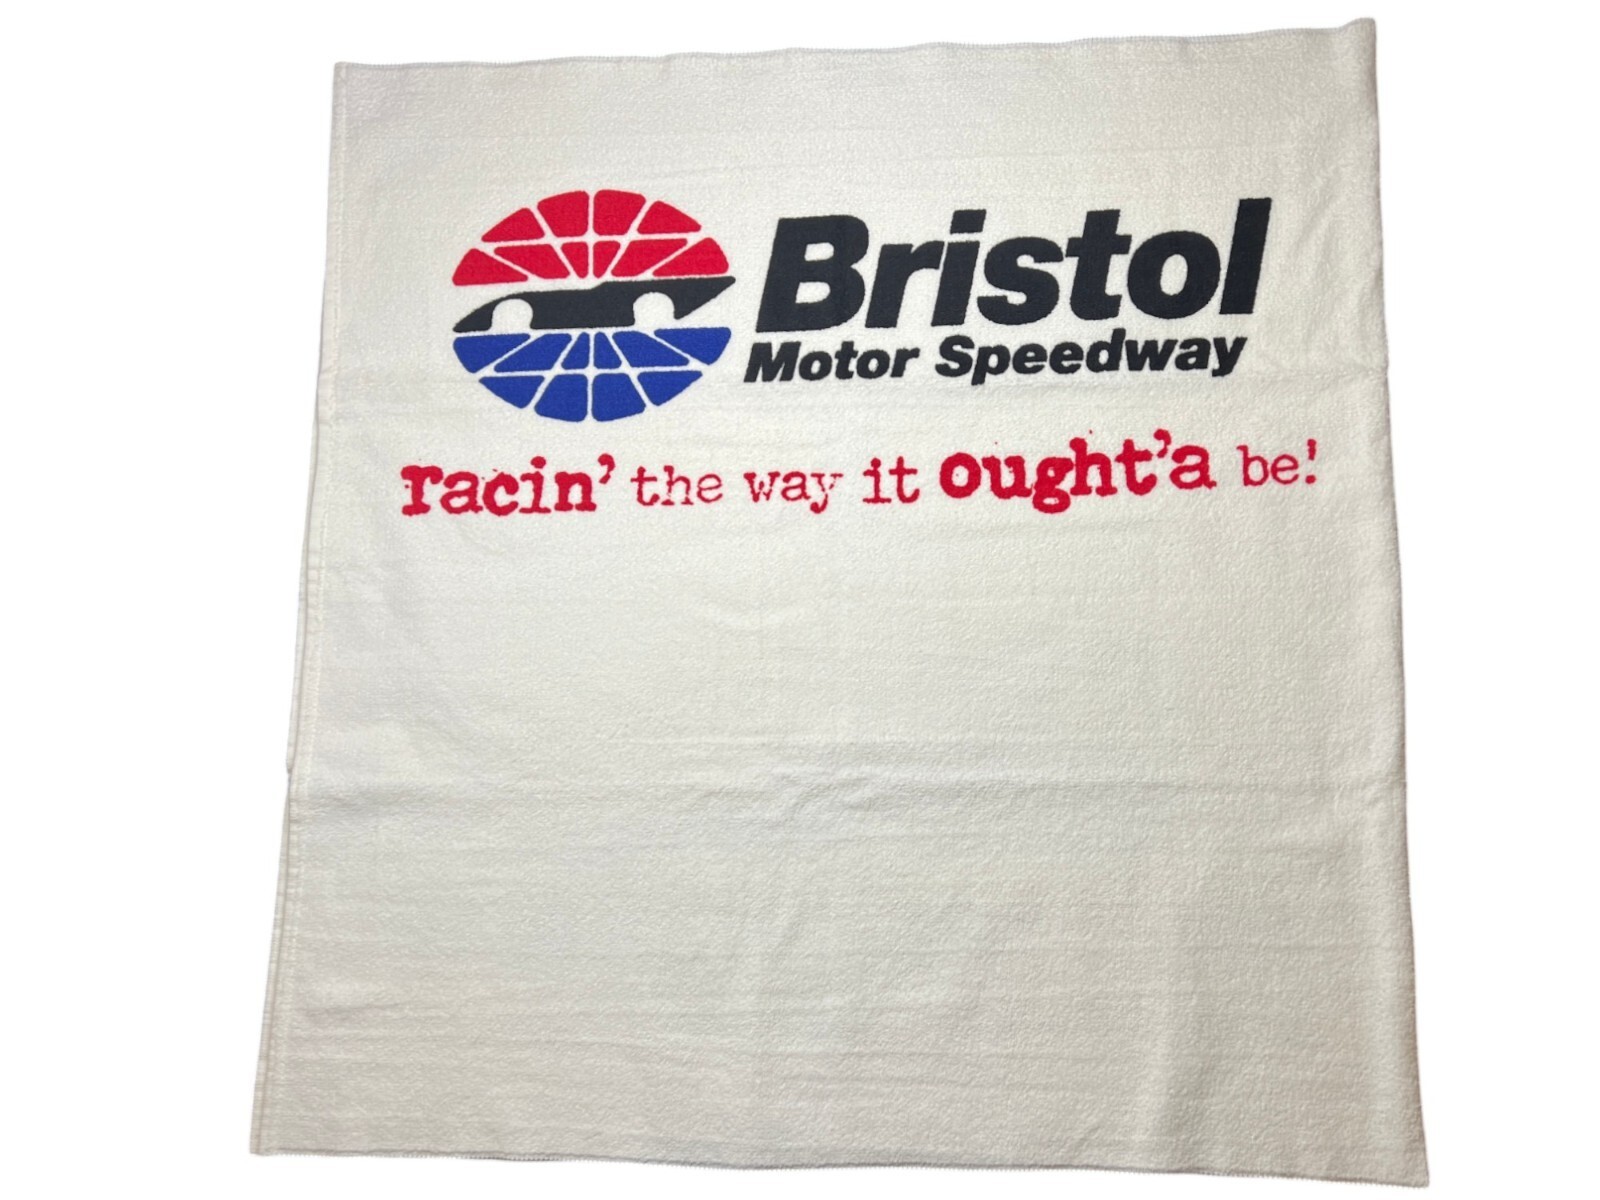 Bristol
Motor Speedway
racin' the way it ought'a be!